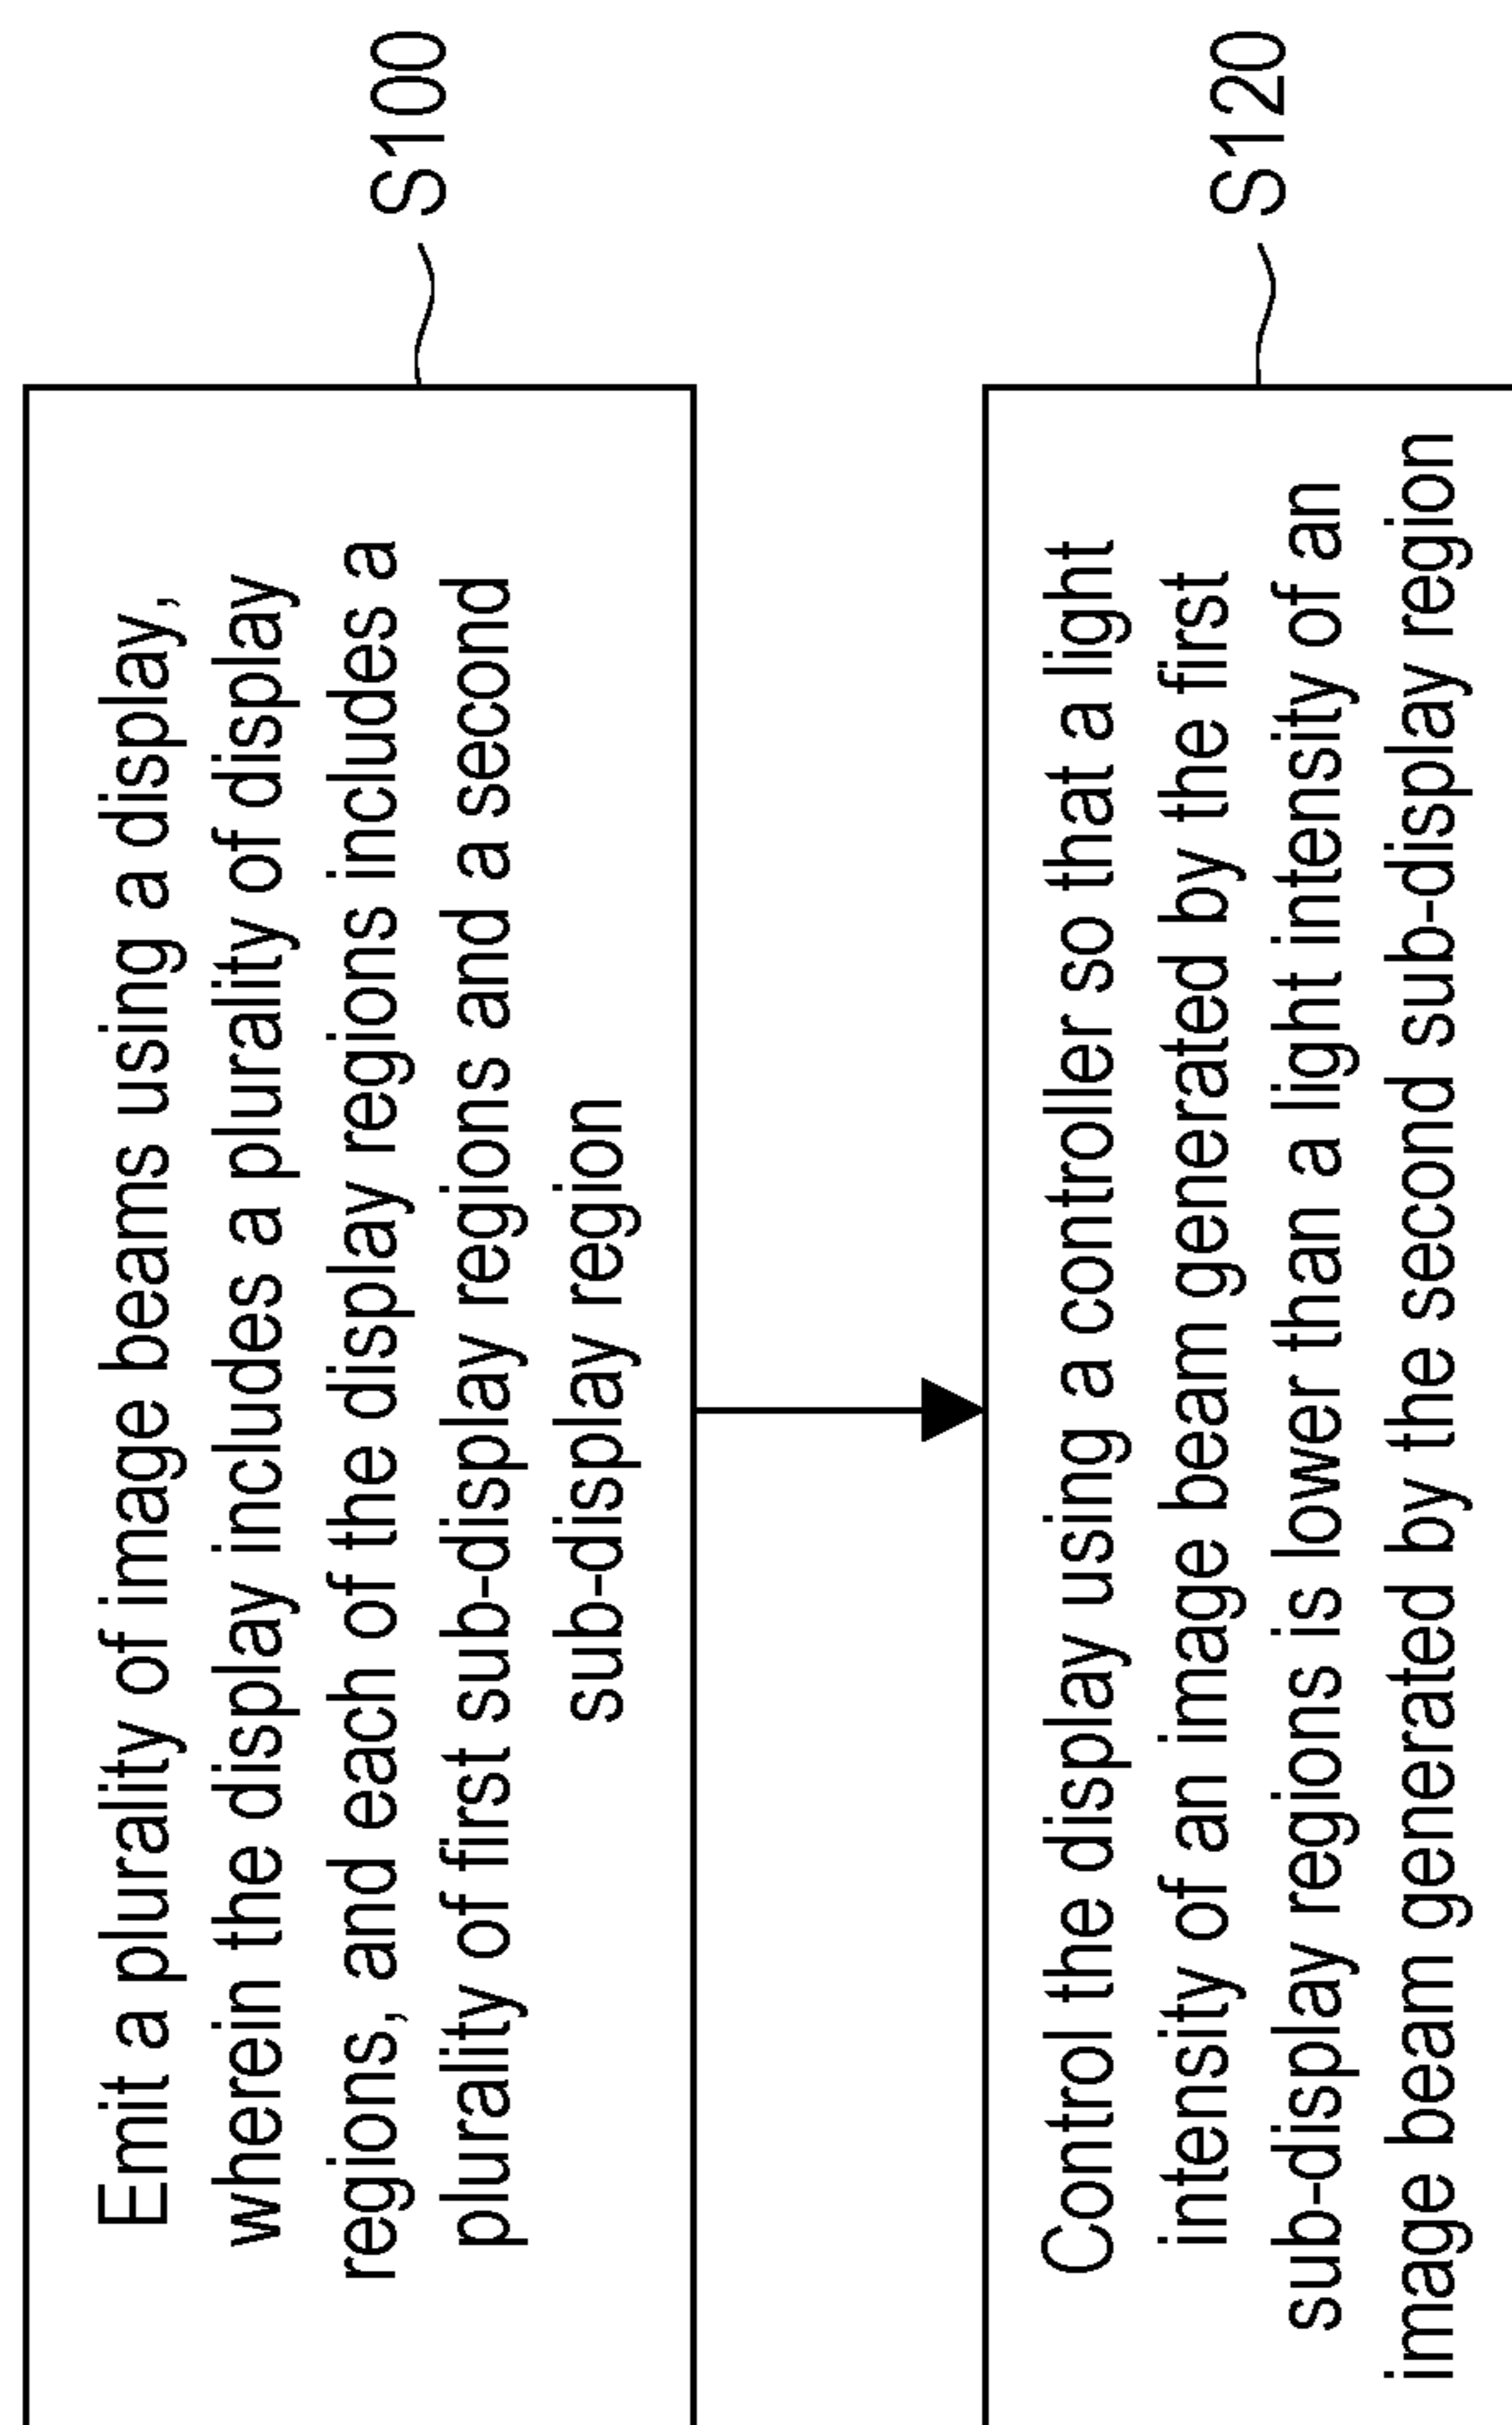 Emit a plurality of image beams using a display,
wherein the display includes a plurality of display
regions, and each of the display regions includes a
plurality of first sub-display regions and a second
sub-display region
S100
Control the display using a controller so that a light
intensity of an image beam generated by the first
sub-display regions is lower than a light intensity of an
image beam generated by the second sub-display region
S120